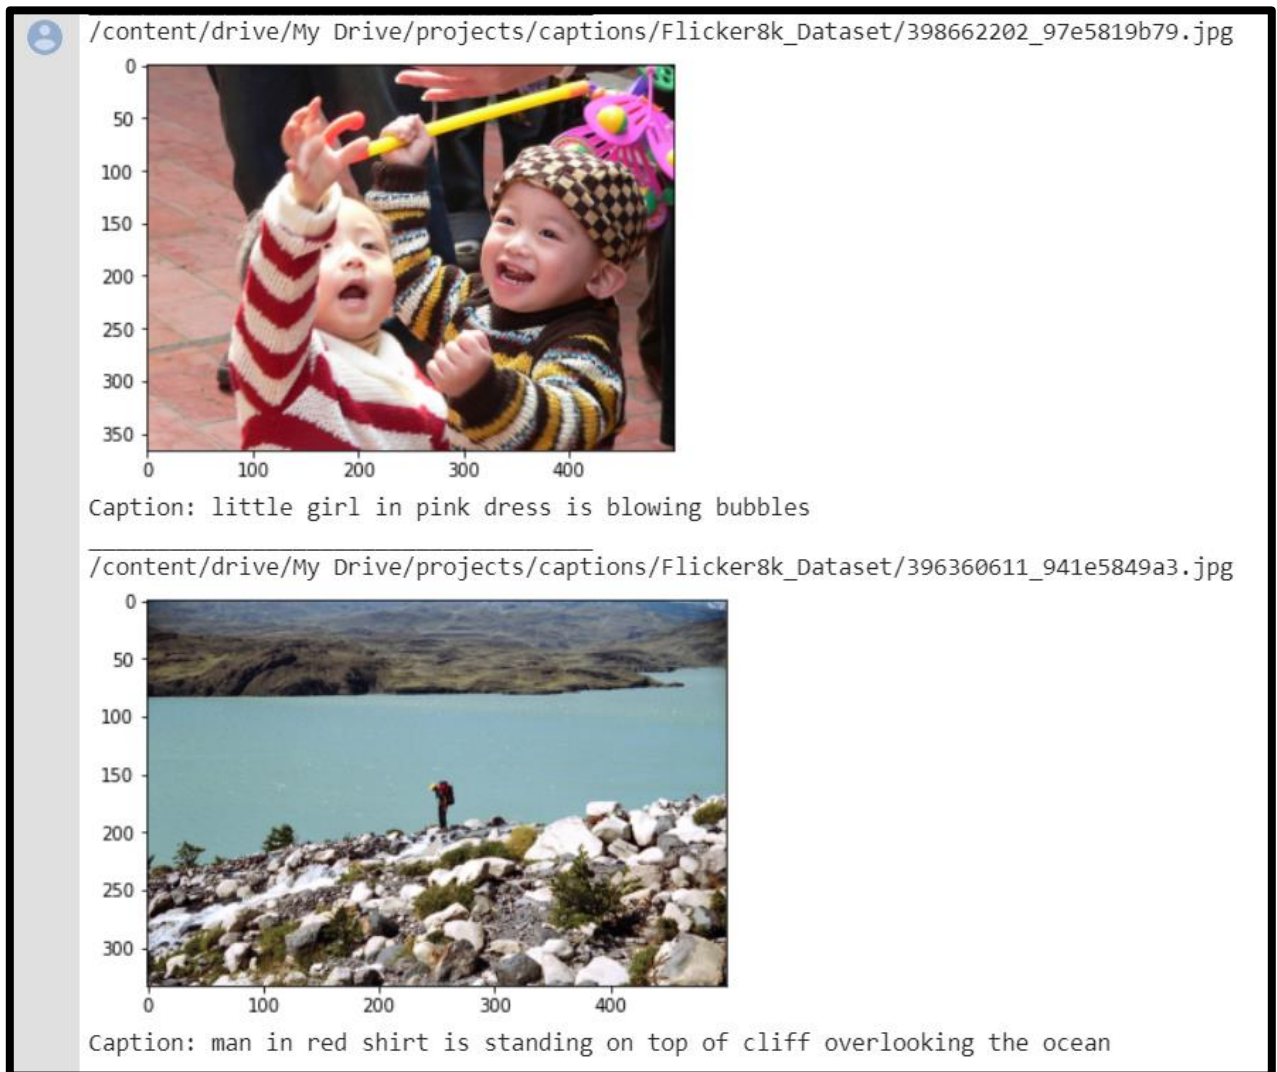 /content/drive/My Drive/projects/captions/Flicker8k_Dataset/398662202_97e5819b79.jpg
0
50
100
150
200
250
300
350
0 100 200 300 400
Caption: little girl in pink dress is blowing bubbles
/content/drive/My Drive/projects/captions/Flicker8k_Dataset/396360611_941e5849a3.jpg
0
50
100
150
200
250
300
0 100 200 300 400
Caption: man in red shirt is standing on top of cliff overlooking the ocean